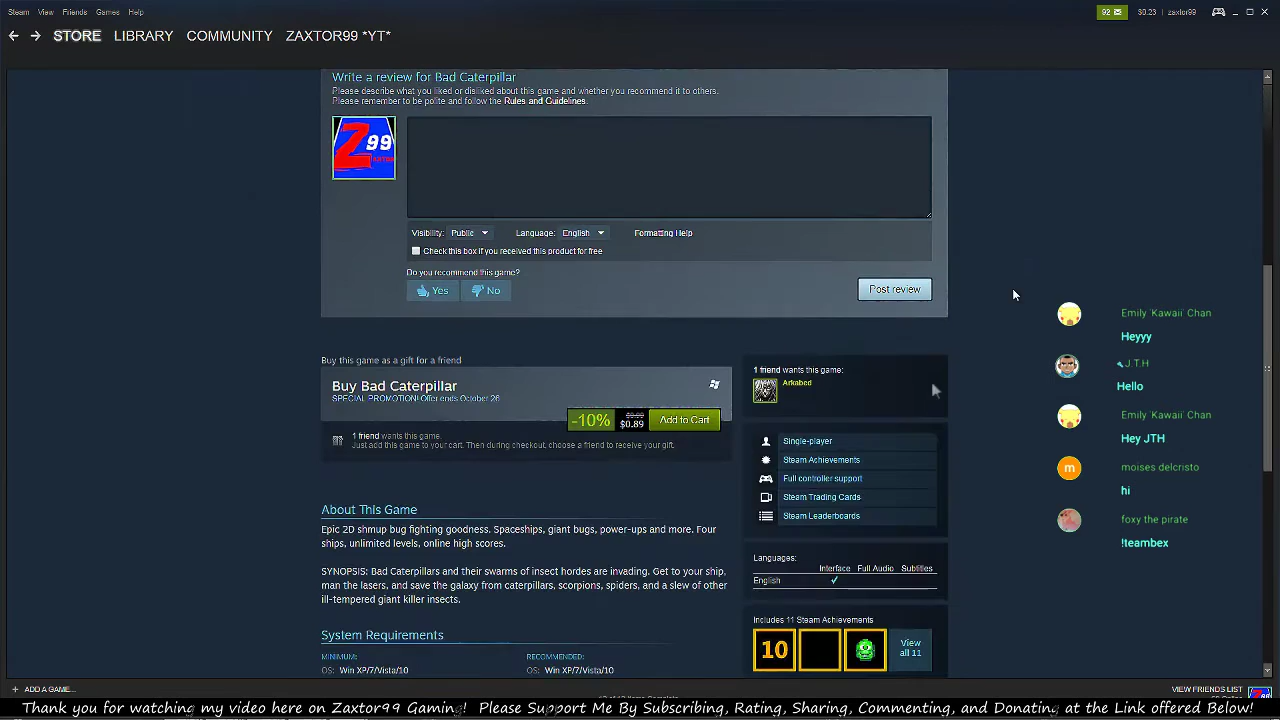 Steam View Friends Games Help
92 $0.23 zaxtor99
STORE LIBRARY COMMUNITY ZAXTOR99 *YT*
Write a review for Bad Caterpillar
Please describe what you liked or disliked about this game and whether you recommend it to others.
Please remember to be polite and follow the Rules and Guidelines.
Z 99
Visibility: Public Language: English Formatting Help
Check this box if you received this product for free
Do you recommend this game?
Yes No
Post review
Buy this game as a gift for a friend
Buy Bad Caterpillar
SPECIAL PROMOTION! Offer ends October 26
-10% $0.99 $0.89 Add to Cart
1 friend wants this game.
Just add this game to your cart. Then during checkout, choose a friend to receive your gift.
About This Game
Epic 2D shmup bug fighting goodness. Spaceships, giant bugs, power-ups and more. Four
ships, unlimited levels, online high scores.
SYNOPSIS: Bad Caterpillars and their swarms of insect hordes are invading. Get to your ship,
man the lasers, and save the galaxy from caterpillars, scorpions, spiders, and a slew of other
ill-tempered giant killer insects.
System Requirements
MINIMUM: RECOMMENDED:
OS: Win XP/7/Vista/10 OS: Win XP/7/Vista/10
1 friend wants this game:
Arkabed
Single-player
Steam Achievements
Full controller support
Steam Trading Cards
Steam Leaderboards
Languages:
Interface Full Audio Subtitles
English
Includes 11 Steam Achievements
10
View
all 11
Emily 'Kawaii' Chan
Heyyy
J.T.H
Hello
Emily 'Kawaii' Chan
Hey JTH
m moises delcristo
hi
foxy the pirate
!teambex
+ ADD A GAME...
VIEW FRIENDS LIST
Thank you for watching my video here on Zaxtor99 Gaming! Please Support Me By Subscribing, Rating, Sharing, Commenting, and Donating at the Link offered Below!